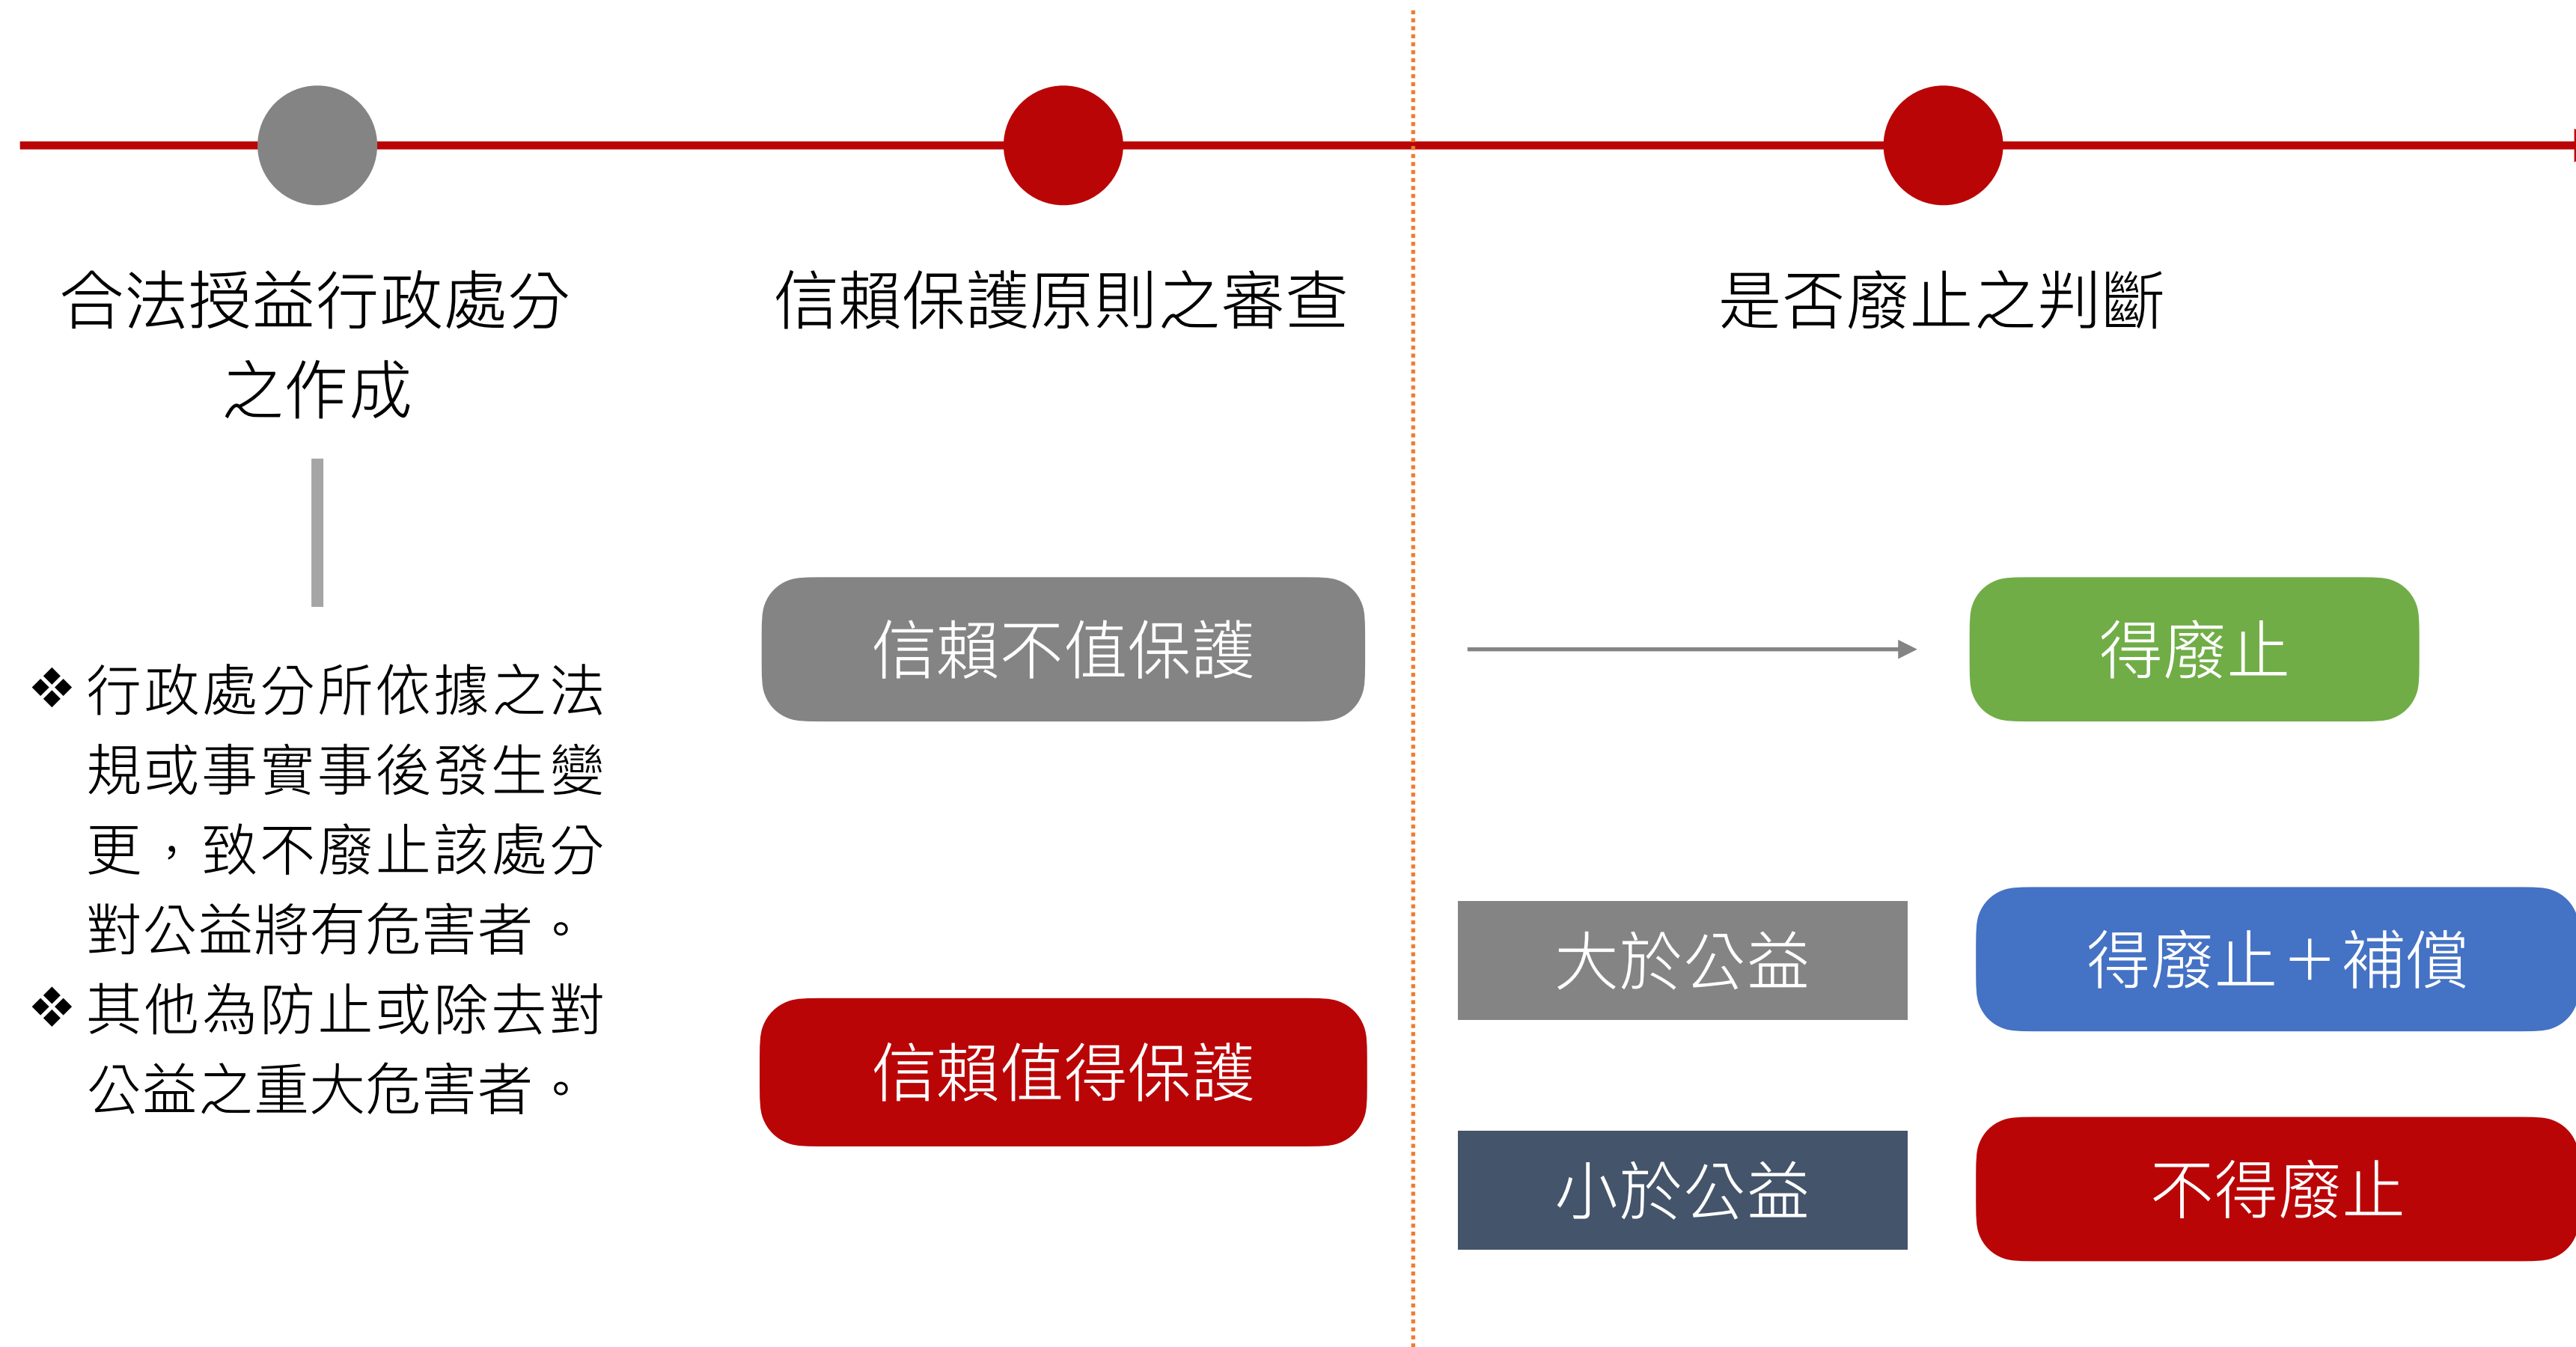 合法授益行政處分
之作成
信賴保護原則之審查
是否廢止之判斷
❖ 行政處分所依據之法
規或事實事後發生變
更，致不廢止該處分
對公益將有危害者。
❖ 其他為防止或除去對
公益之重大危害者。
信賴不值保護
得廢止
信賴值得保護
大於公益
得廢止＋補償
小於公益
不得廢止